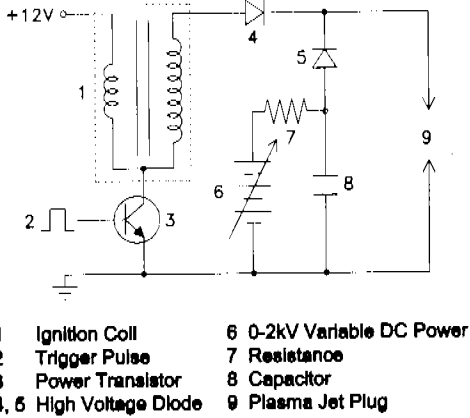 +12V
4
5
1
7
9
6
8
2
3
1 Ignition Coil
2 Trigger Pulse
3 Power Transistor
4, 5 High Voltage Diode
6 0-2kV Variable DC Power
7 Resistance
8 Capacitor
9 Plasma Jet Plug